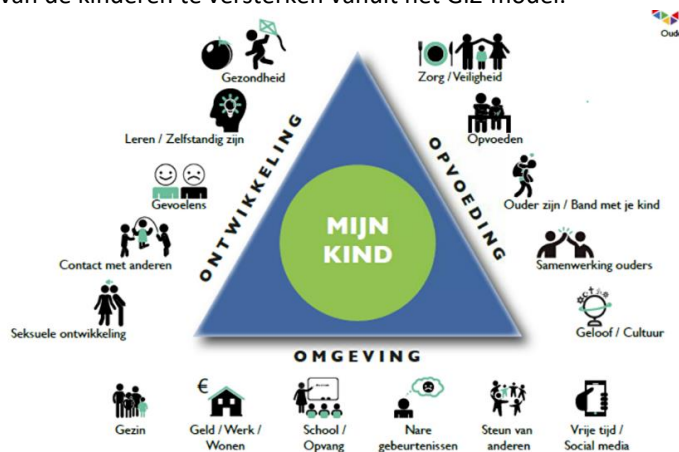 van de kinderen te versterken vanuit het GIZ-model.
Oude
Gezondheid
Zorg / Veiligheid
Leren / Zelfstandig zijn
Opvoeden
Gevoelens
Ouder zijn / Band met je kind
Contact met anderen
Samenwerking ouders
Seksuele ontwikkeling
Geloof / Cultuur
ONTWIKKELING
OPVOEDING
MIJN
KIND
OMGEVING
€
Gezin
Geld / Werk /
Wonen
School /
Opvang
Nare
gebeurtenissen
Steun van
anderen
Vrije tijd /
Social media